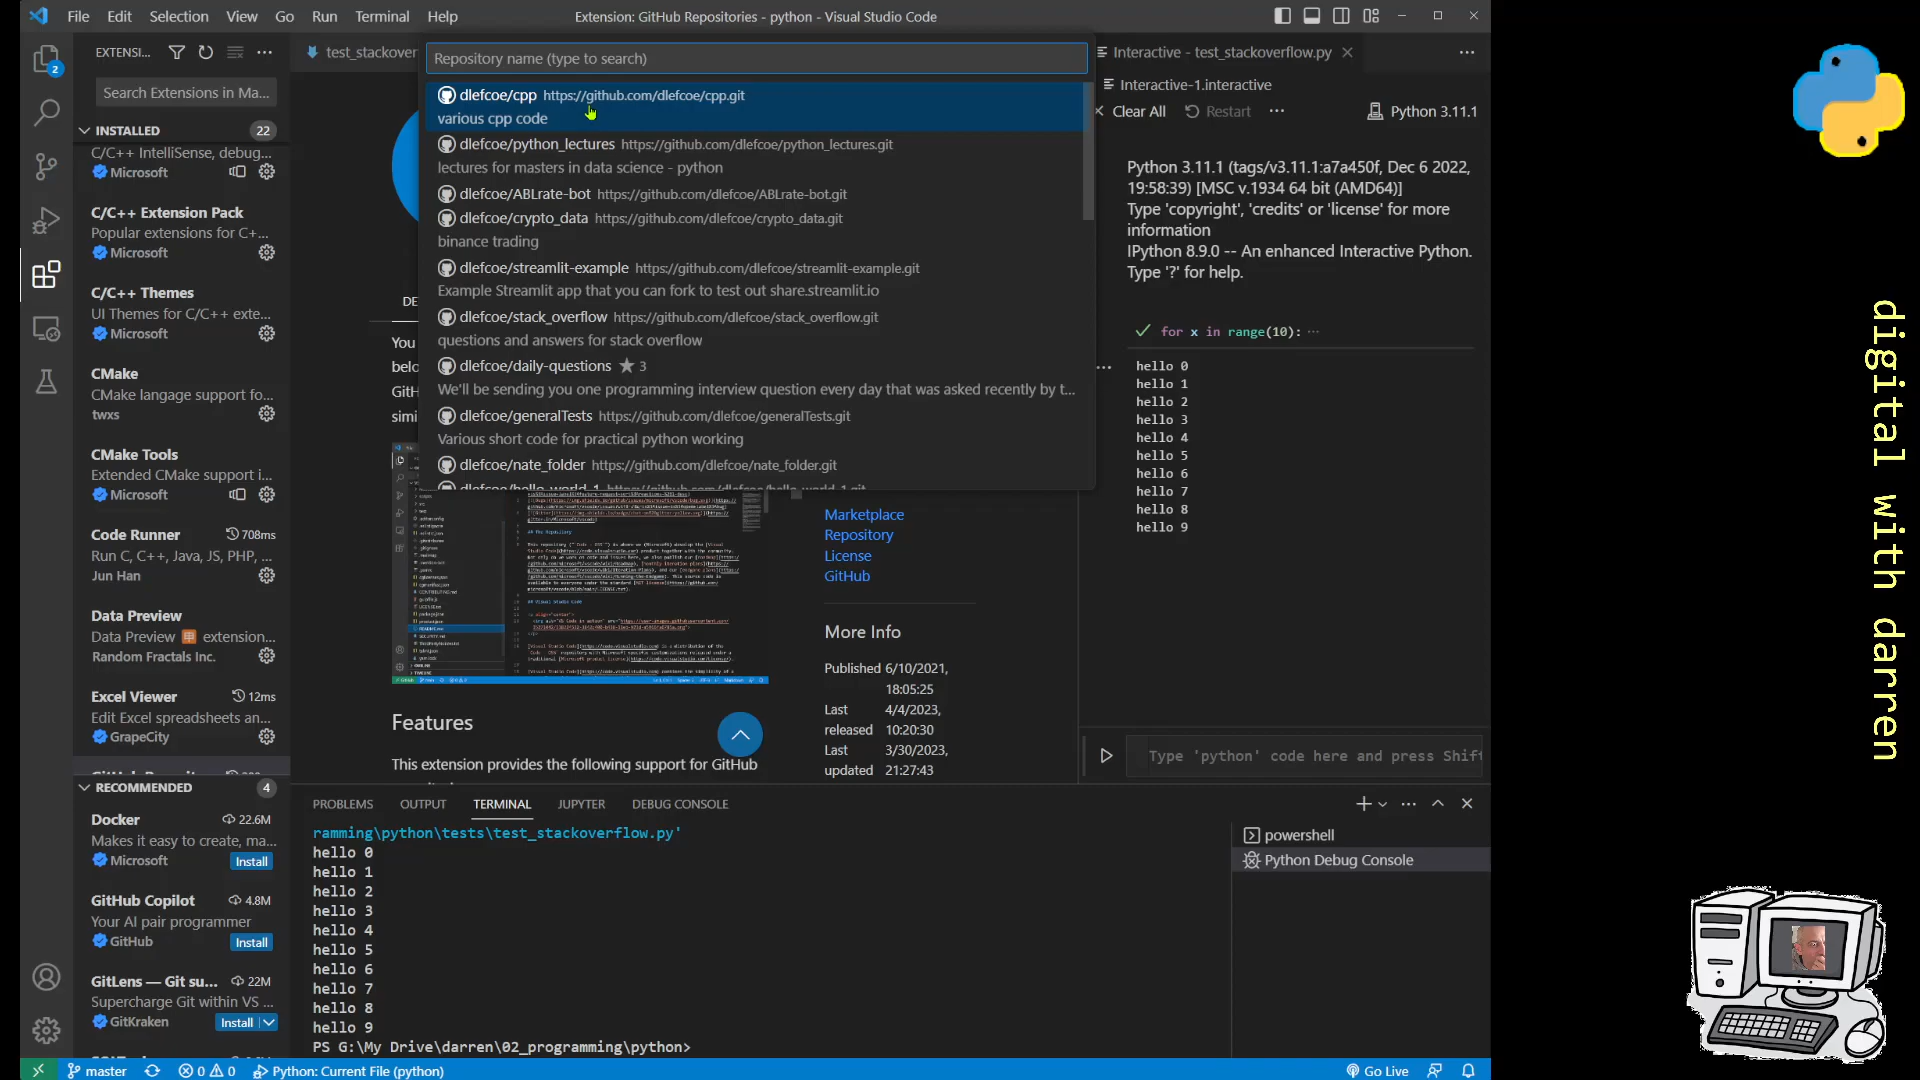 File Edit Selection View Go Run Terminal Help
Extension: GitHub Repositories - python - Visual Studio Code
EXTENSI...
2
Search Extensions in Ma...
INSTALLED 22
C/C++ IntelliSense, debug...
Microsoft
C/C++ Extension Pack
Popular extensions for C+...
Microsoft
C/C++ Themes
UI Themes for C/C++ exte...
Microsoft
CMake
CMake langage support fo...
twxs
CMake Tools
Extended CMake support i...
Microsoft
Code Runner 708ms
Run C, C++, Java, JS, PHP, ...
Jun Han
Data Preview
Data Preview extension...
Random Fractals Inc.
Excel Viewer 12ms
Edit Excel spreadsheets an...
GrapeCity
RECOMMENDED 4
Docker 22.6M
Makes it easy to create, ma...
Microsoft Install
GitHub Copilot 4.8M
Your AI pair programmer
GitHub Install
GitLens — Git su... 22M
Supercharge Git within VS ...
GitKraken Install
test_stackover
Repository name (type to search)
dlefcoe/cpp https://github.com/dlefcoe/cpp.git
various cpp code
dlefcoe/python_lectures https://github.com/dlefcoe/python_lectures.git
lectures for masters in data science - python
dlefcoe/ABLrate-bot https://github.com/dlefcoe/ABLrate-bot.git
dlefcoe/crypto_data https://github.com/dlefcoe/crypto_data.git
binance trading
dlefcoe/streamlit-example https://github.com/dlefcoe/streamlit-example.git
Example Streamlit app that you can fork to test out share.streamlit.io
dlefcoe/stack_overflow https://github.com/dlefcoe/stack_overflow.git
questions and answers for stack overflow
dlefcoe/daily-questions ★ 3
We'll be sending you one programming interview question every day that was asked recently by t...
dlefcoe/generalTests https://github.com/dlefcoe/generalTests.git
Various short code for practical python working
dlefcoe/nate_folder https://github.com/dlefcoe/nate_folder.git
dlefcoe/hello_world_1 https://github.com/dlefcoe/hello_world_1.git
DE
You
belo
GitH
simi
Features
This extension provides the following support for GitHub
Marketplace
Repository
License
GitHub
More Info
Published 6/10/2021,
18:05:25
Last 4/4/2023,
released 10:20:30
Last 3/30/2023,
updated 21:27:43
Interactive - test_stackoverflow.py
Interactive-1.interactive
Clear All Restart ... Python 3.11.1
Python 3.11.1 (tags/v3.11.1:a7a450f, Dec 6 2022,
19:58:39) [MSC v.1934 64 bit (AMD64)]
Type 'copyright', 'credits' or 'license' for more
information
IPython 8.9.0 -- An enhanced Interactive Python.
Type '?' for help.
for x in range(10): ...
hello 0
hello 1
hello 2
hello 3
hello 4
hello 5
hello 6
hello 7
hello 8
hello 9
Type 'python' code here and press Shift
PROBLEMS OUTPUT TERMINAL JUPYTER DEBUG CONSOLE
ramming\python\tests\test_stackoverflow.py'
hello 0
hello 1
hello 2
hello 3
hello 4
hello 5
hello 6
hello 7
hello 8
hello 9
PS G:\My Drive\darren\02_programming\python>
powershell
Python Debug Console
master 0 0 Python: Current File (python) Go Live
digital with darren